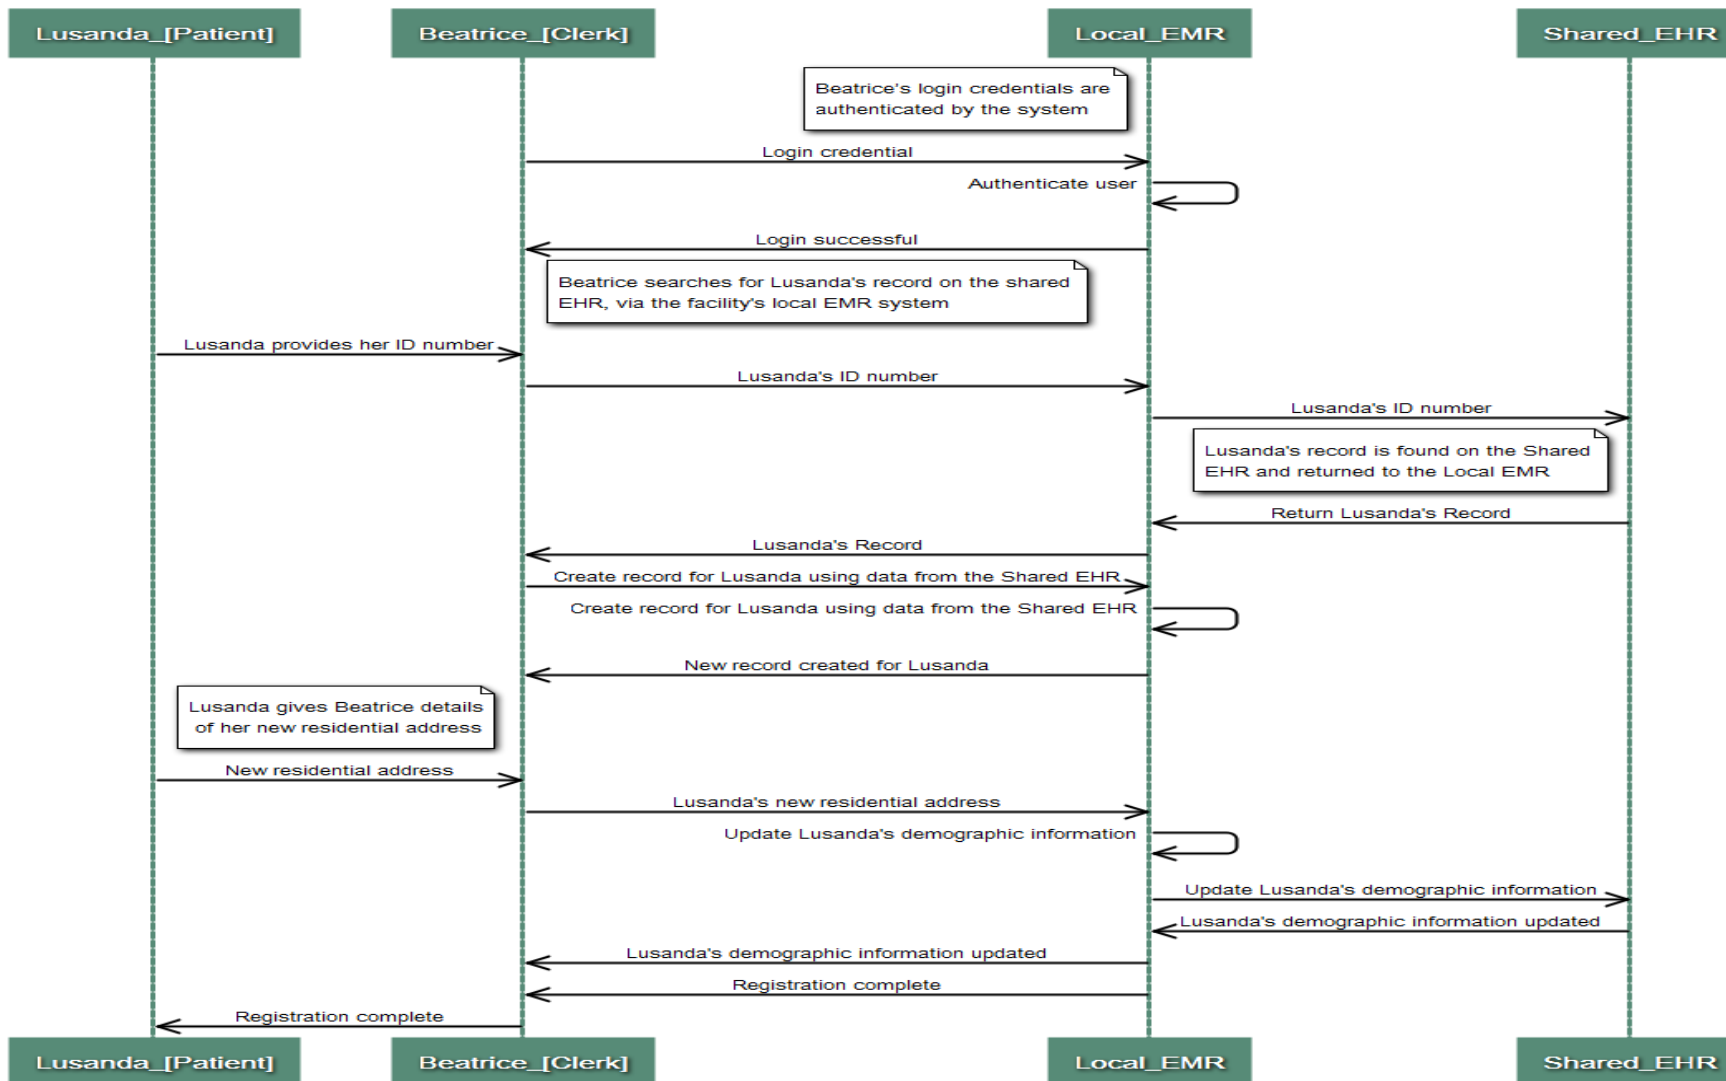 Lusanda_[Patient]
Beatrice_[Clerk]
Local_EMR
Shared_EHR
Beatrice's login credentials are
authenticated by the system
Login credential
Authenticate user
Login successful
Beatrice searches for Lusanda's record on the shared
EHR, via the facility's local EMR system
Lusanda provides her ID number
Lusanda's ID number
Lusanda's ID number
Lusanda's record is found on the Shared
EHR and returned to the Local EMR
Return Lusanda's Record
Lusanda's Record
Create record for Lusanda using data from the Shared EHR
Create record for Lusanda using data from the Shared EHR
New record created for Lusanda
Lusanda gives Beatrice details
of her new residential address
New residential address
Lusanda's new residential address
Update Lusanda's demographic information
Update Lusanda's demographic information
Lusanda's demographic information updated
Lusanda's demographic information updated
Registration complete
Registration complete
Lusanda_[Patient]
Beatrice_[Clerk]
Local_EMR
Shared_EHR